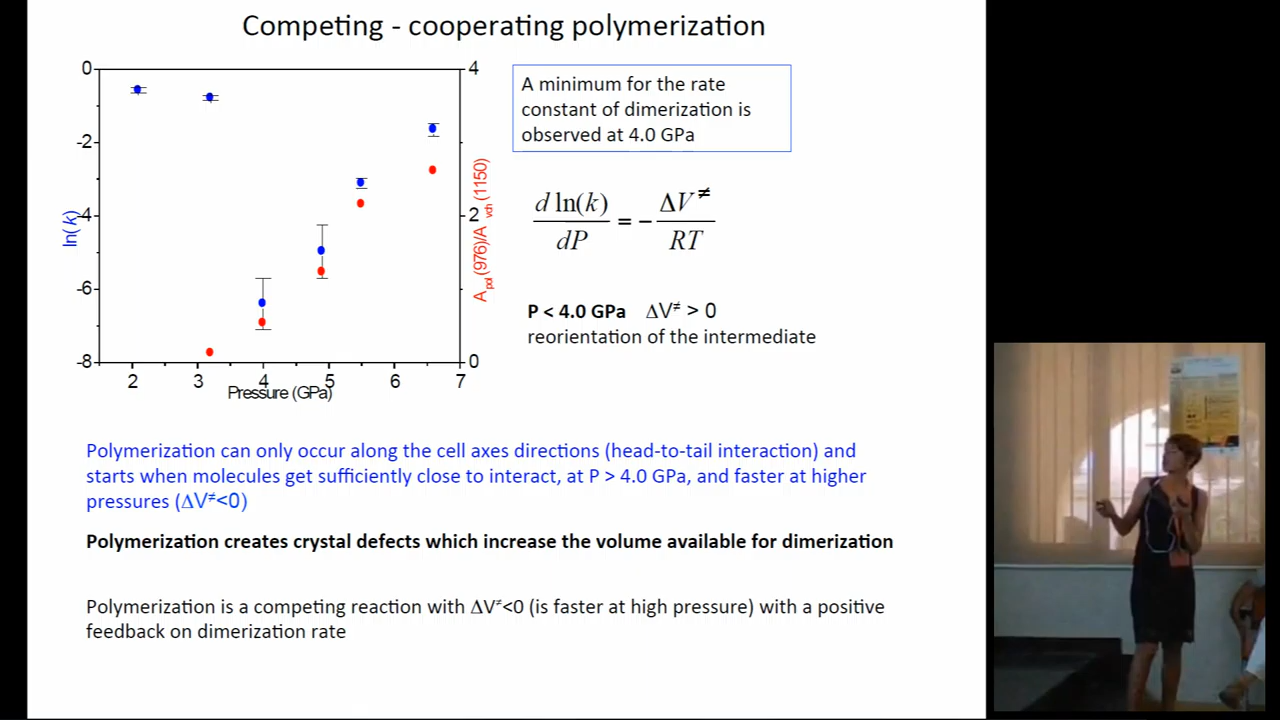 Competing - cooperating polymerization
0
-2
-4
-6
-8
ln(k)
4
2
0
A pol (976)/A vch (1150)
2 3 4 5 6 7
Pressure (GPa)
A minimum for the rate
constant of dimerization is
observed at 4.0 GPa
d ln(k)/dP = − ΔV≠/RT
P < 4.0 GPa ΔV≠ > 0
reorientation of the intermediate
Polymerization can only occur along the cell axes directions (head-to-tail interaction) and
starts when molecules get sufficiently close to interact, at P > 4.0 GPa, and faster at higher
pressures (ΔV≠<0)
Polymerization creates crystal defects which increase the volume available for dimerization
Polymerization is a competing reaction with ΔV≠<0 (is faster at high pressure) with a positive
feedback on dimerization rate